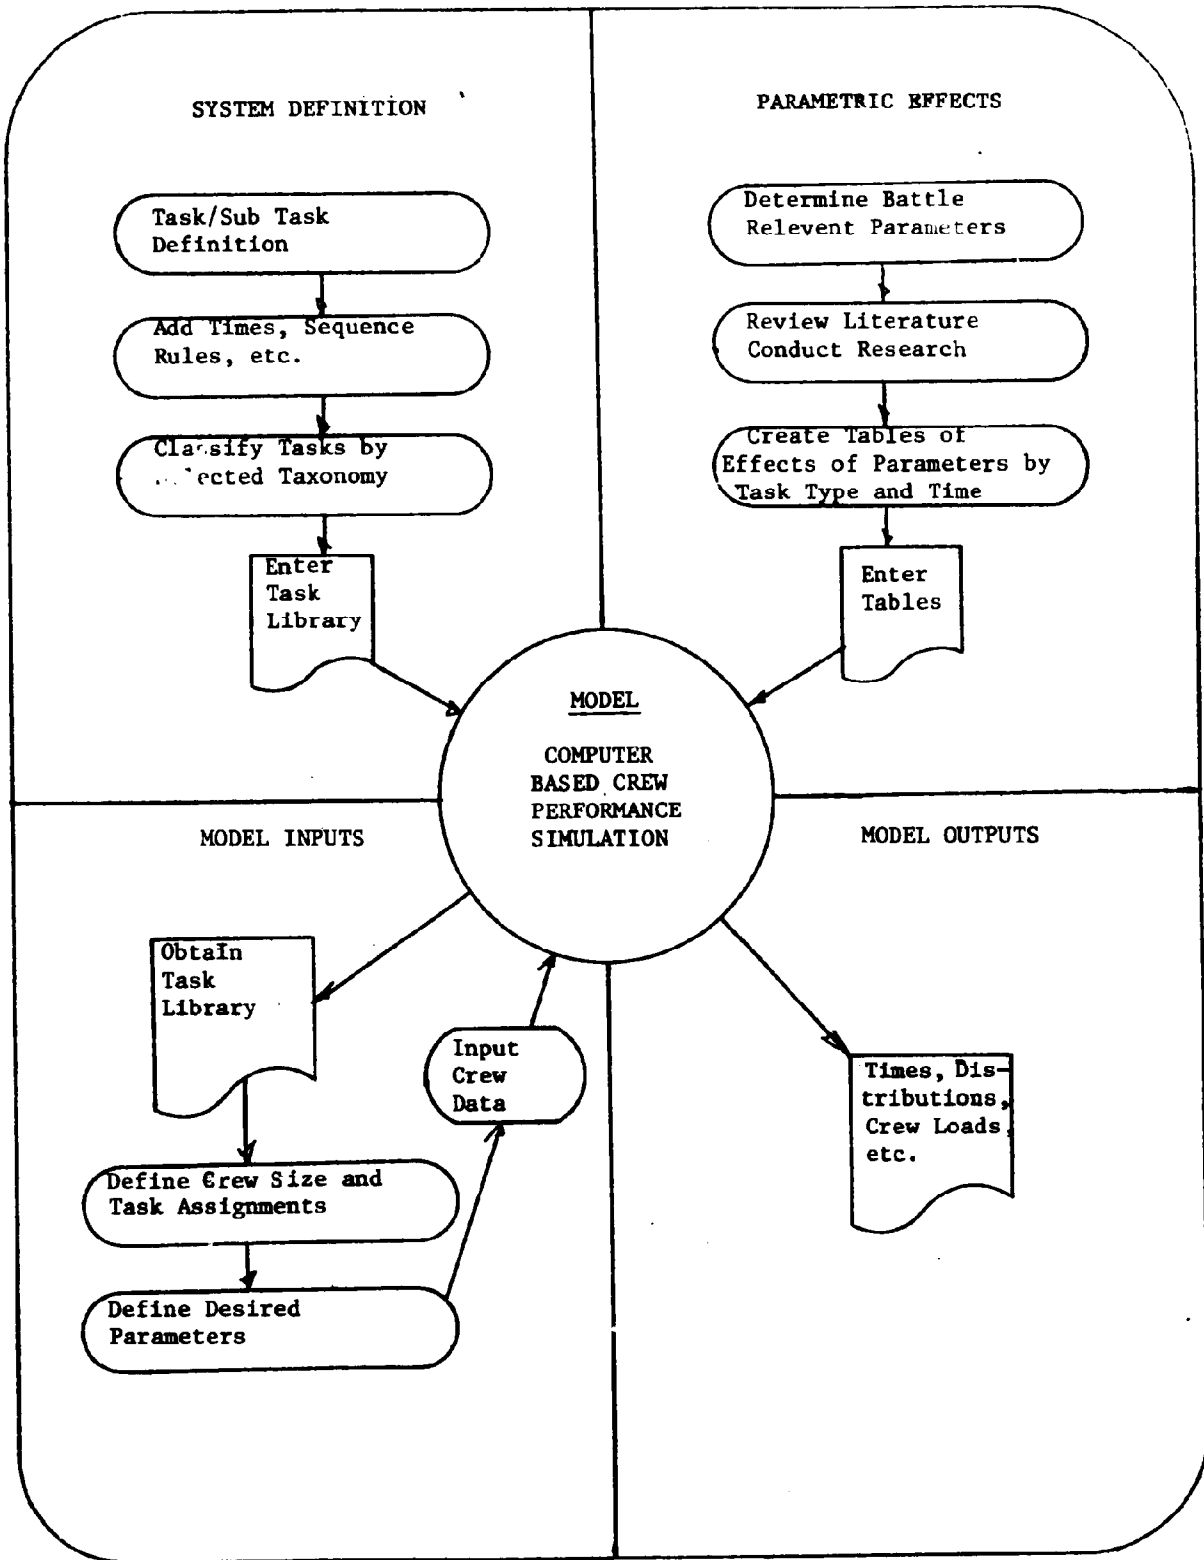 SYSTEM DEFINITION
Task/Sub Task
Definition
Add Times, Sequence
Rules, etc.
Classify Tasks by
Taxonomy
Enter
Task
Library
PARAMETRIC EFFECTS
Determine Battle
Relevent Parameters
Review Literature
Conduct Research
Create Tables of
Effects of Parameters by
Task Type and Time
Enter
Tables
MODEL
COMPUTER
BASED CREW
PERFORMANCE
SIMULATION
MODEL INPUTS
Obtain
Task
Library
Define Crew Size and
Task Assignments
Define Desired
Parameters
Input
Crew
Data
MODEL OUTPUTS
Times, Dis-
tributions,
Crew Loads,
etc.